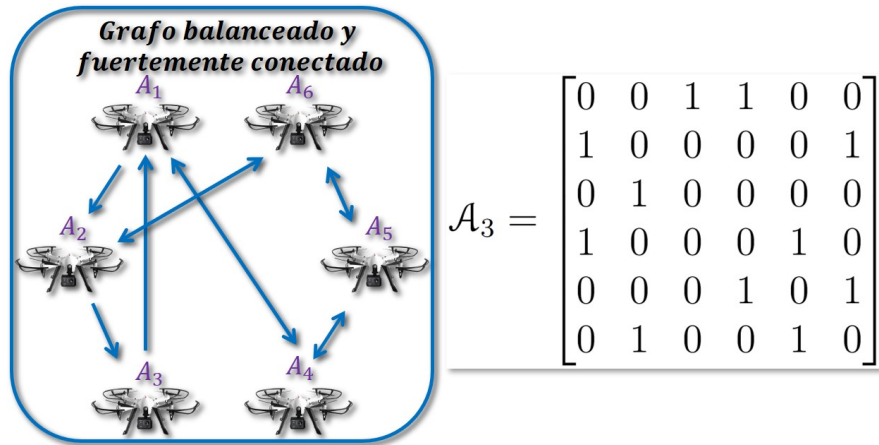 Grafo balanceado y
fuertemente conectado
A₁
A₆
A₂
A₅
A₃
A₄
𝒜₃ =
0 0 1 1 0 0
1 0 0 0 0 1
0 1 0 0 0 0
1 0 0 0 1 0
0 0 0 1 0 1
0 1 0 0 1 0